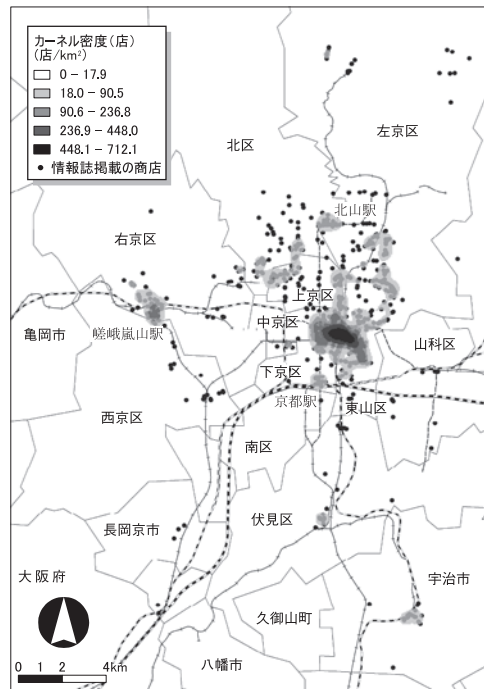 カーネル密度(店)
(店/km²)
0 – 17.9
18.0 – 90.5
90.6 – 236.8
236.9 – 448.0
448.1 – 712.1
情報誌掲載の商店
左京区
北区
北山駅
右京区
上京区
中京区
嵯峨嵐山駅
亀岡市
山科区
下京区
京都駅
東山区
西京区
南区
伏見区
長岡京市
大阪府
宇治市
久御山町
八幡市
0 1 2 4km